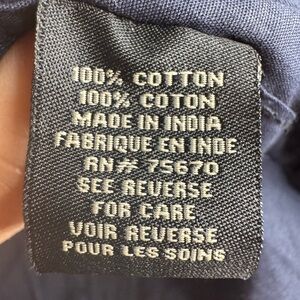 100% COTTON
100% COTON
MADE IN INDIA
FABRIQUE EN INDE
RN# 75670
SEE REVERSE
FOR CARE
VOIR REVERSE
POUR LES SOINS